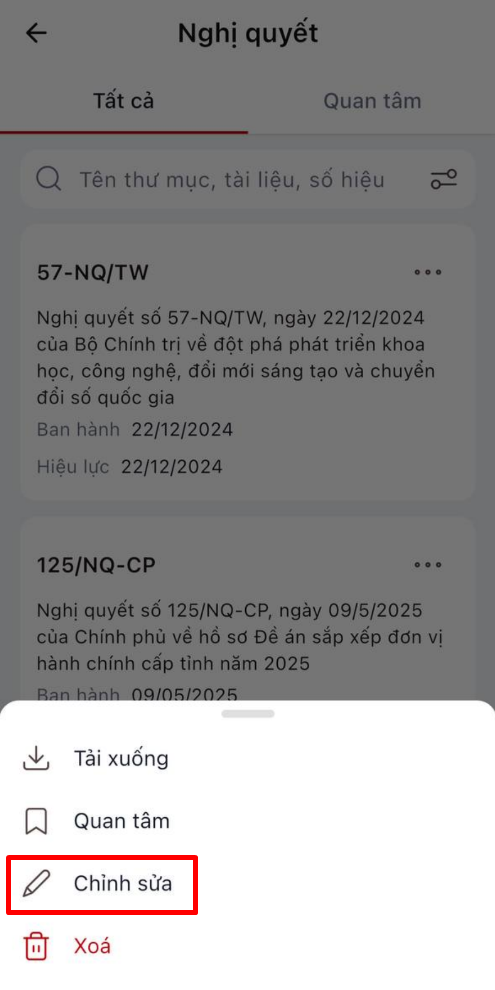 Nghị quyết
Tất cả
Quan tâm
Tên thư mục, tài liệu, số hiệu
57-NQ/TW
Nghị quyết số 57-NQ/TW, ngày 22/12/2024
của Bộ Chính trị về đột phá phát triển khoa
học, công nghệ, đổi mới sáng tạo và chuyển
đổi số quốc gia
Ban hành 22/12/2024
Hiệu lực 22/12/2024
125/NQ-CP
Nghị quyết số 125/NQ-CP, ngày 09/5/2025
của Chính phủ về hồ sơ Đề án sắp xếp đơn vị
hành chính cấp tỉnh năm 2025
Ban hành 09/05/2025
Tải xuống
Quan tâm
Chỉnh sửa
Xoá